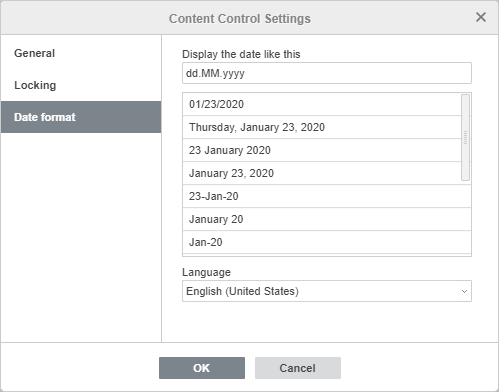 Content Control Settings
General
Locking
Date format
Display the date like this
dd.MM.yyyy
01/23/2020
Thursday, January 23, 2020
23 January 2020
January 23, 2020
23-Jan-20
January 20
Jan-20
Language
English (United States)
OK
Cancel